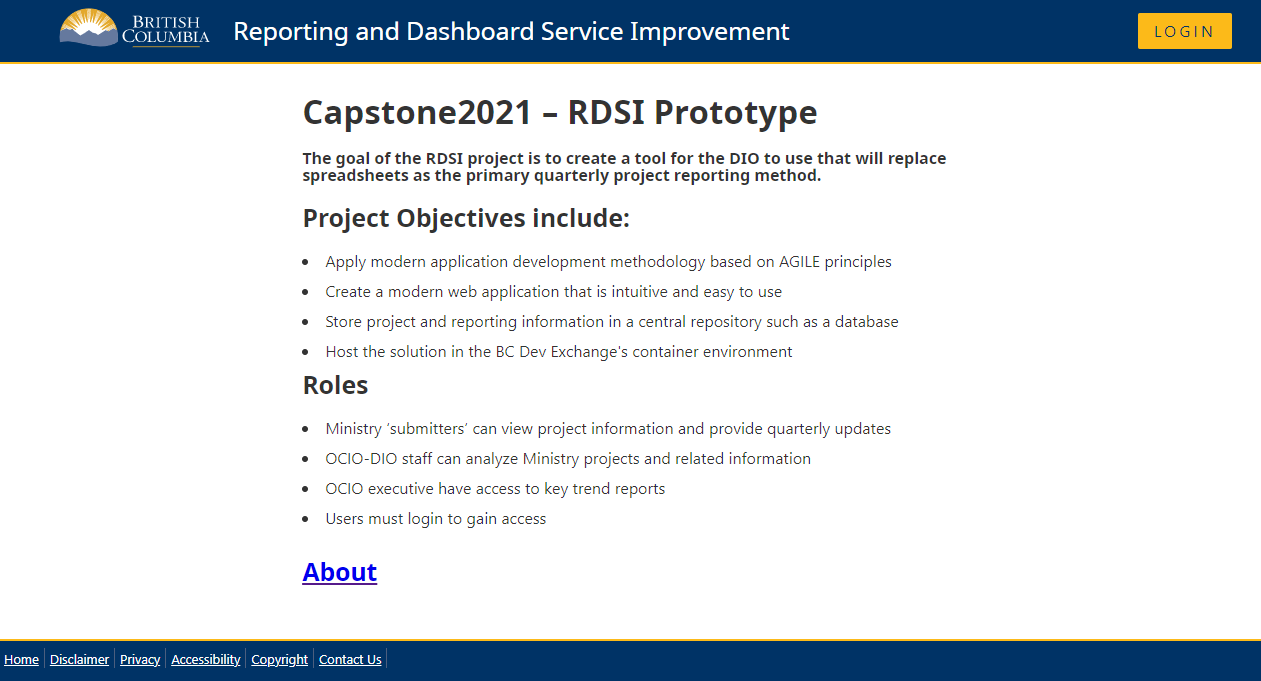 BRITISH
COLUMBIA
Reporting and Dashboard Service Improvement
LOGIN
Capstone2021 – RDSI Prototype
The goal of the RDSI project is to create a tool for the DIO to use that will replace
spreadsheets as the primary quarterly project reporting method.
Project Objectives include:
• Apply modern application development methodology based on AGILE principles
• Create a modern web application that is intuitive and easy to use
• Store project and reporting information in a central repository such as a database
• Host the solution in the BC Dev Exchange's container environment
Roles
• Ministry ‘submitters’ can view project information and provide quarterly updates
• OCIO-DIO staff can analyze Ministry projects and related information
• OCIO executive have access to key trend reports
• Users must login to gain access
About
Home Disclaimer Privacy Accessibility Copyright Contact Us